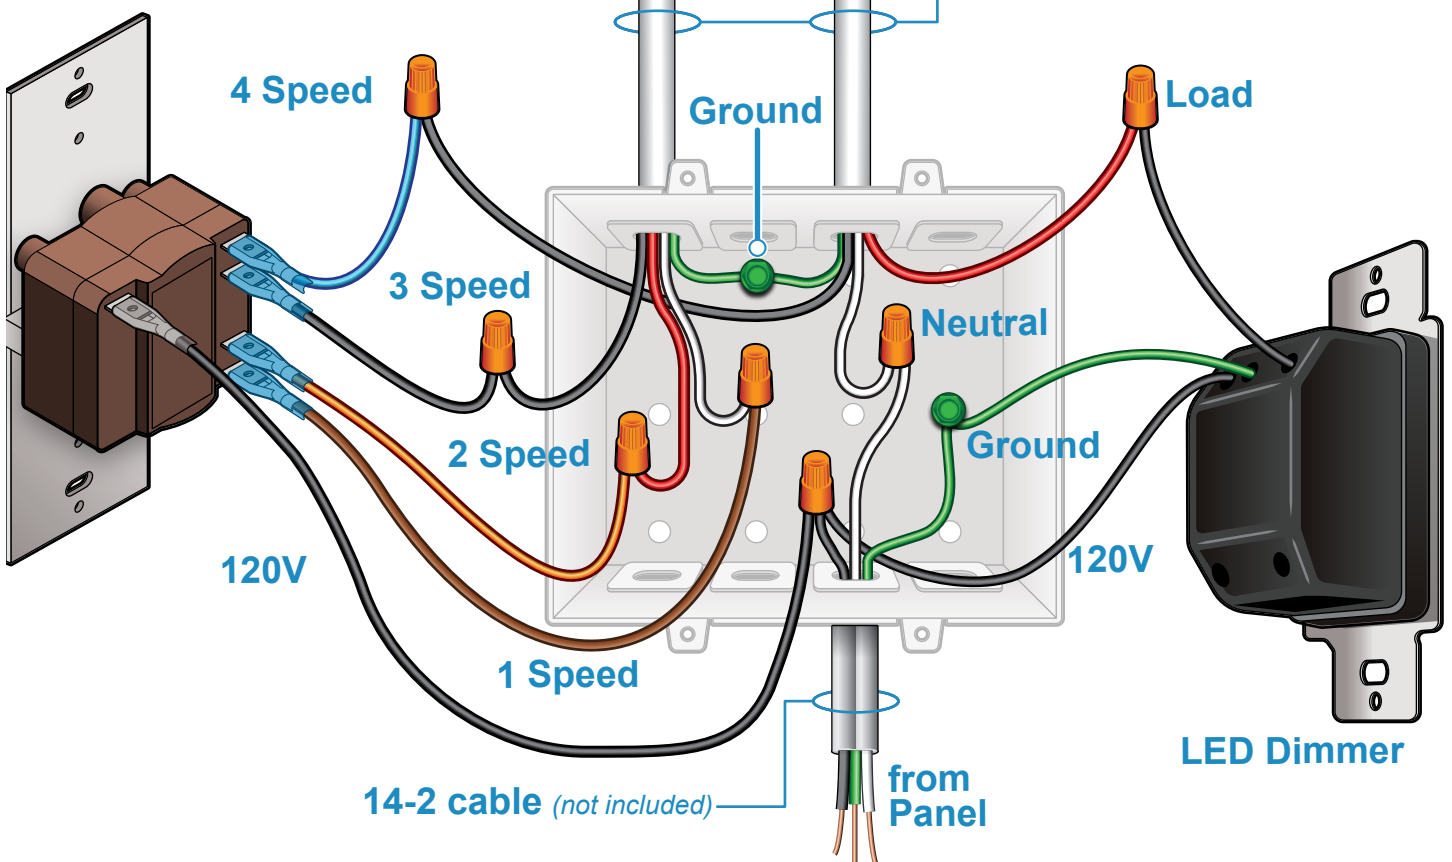 4 Speed
Ground
Load
3 Speed
Neutral
2 Speed
Ground
120V
120V
1 Speed
LED Dimmer
14-2 cable (not included)
from
Panel